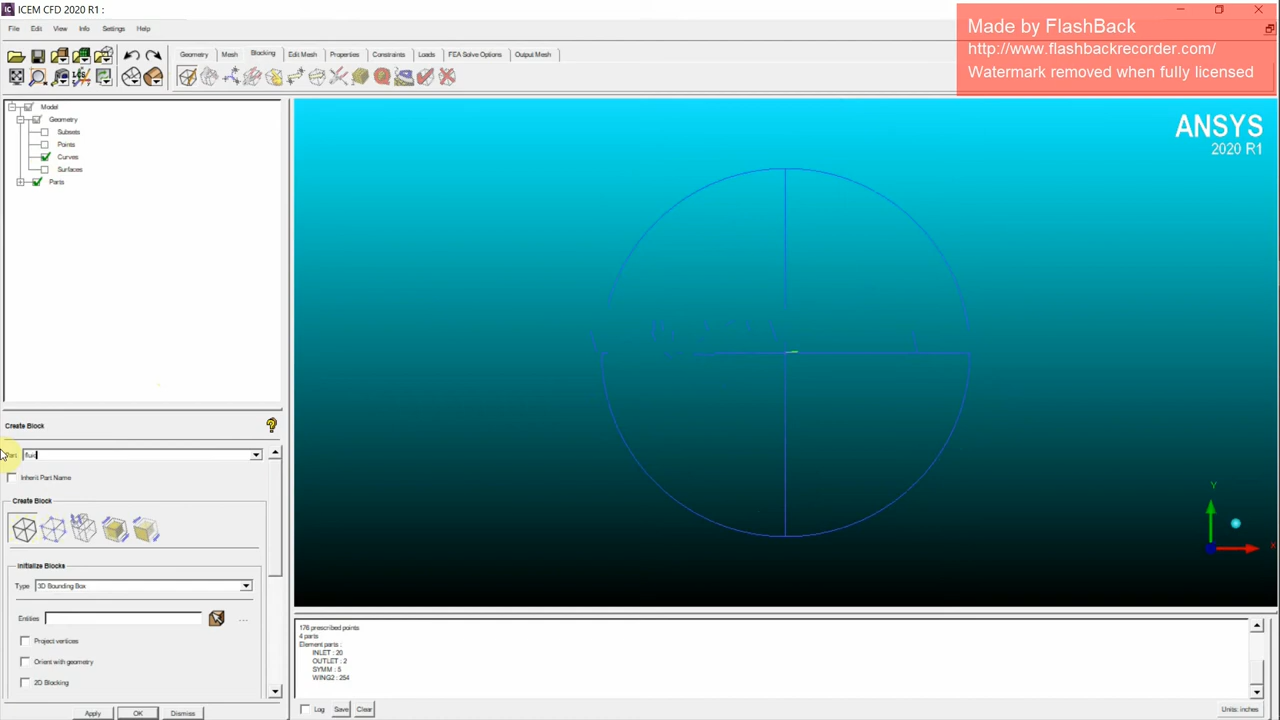 ICEM CFD 2020 R1 :
File Edit View Info Settings Help
Geometry Mesh Blocking Edit Mesh Properties Constraints Loads FEA Solve Options Output Mesh
Made by FlashBack
http://www.flashbackrecorder.com/
Watermark removed when fully licensed
Model
Geometry
Subsets
Points
Curves
Surfaces
Parts
ANSYS
2020 R1
Create Block
Part
Inherit Part Name
Create Block
Initialize Blocks
Type 3D Bounding Box
Entities ...
Project vertices
Orient with geometry
2D Blocking
Apply OK Dismiss
Y
X
176 prescribed points
4 parts
Element parts :
INLET : 20
OUTLET : 2
SYMM : 5
WING2 : 254
Log Save Clear
Units: inches